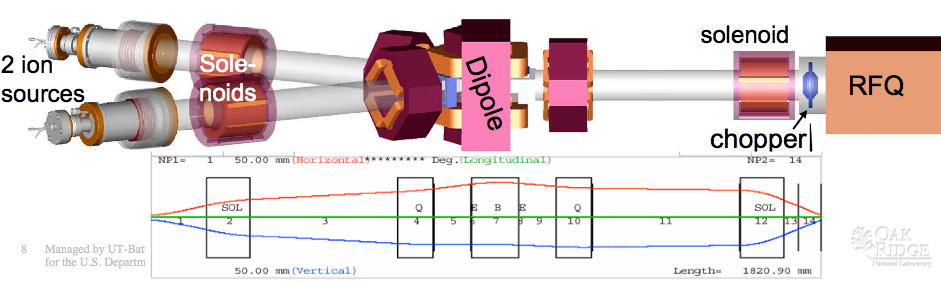 2 ion
sources
Sole-
noids
Dipole
solenoid
chopper
RFQ
NP1= 1 50.00 mm(Horizontal)********* Deg.(Longitudinal) NP2= 14
SOL Q E B E Q SOL
1 2 3 4 5 6 7 8 9 10 11 12 13 14
50.00 mm(Vertical) Length= 1820.90 mm
8 Managed by UT-Bat
for the U.S. Departm
OAK
RIDGE
National Laboratory